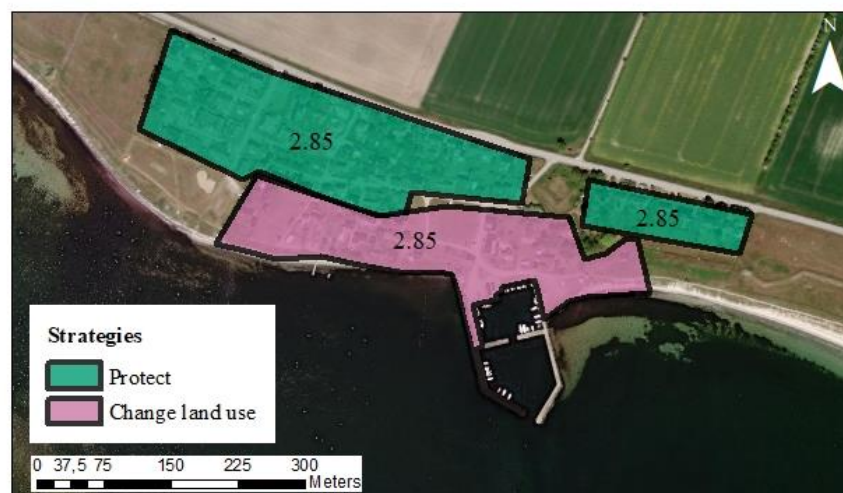 N
2.85
2.85
2.85
Strategies
Protect
Change land use
0 37,5 75 150 225 300
Meters